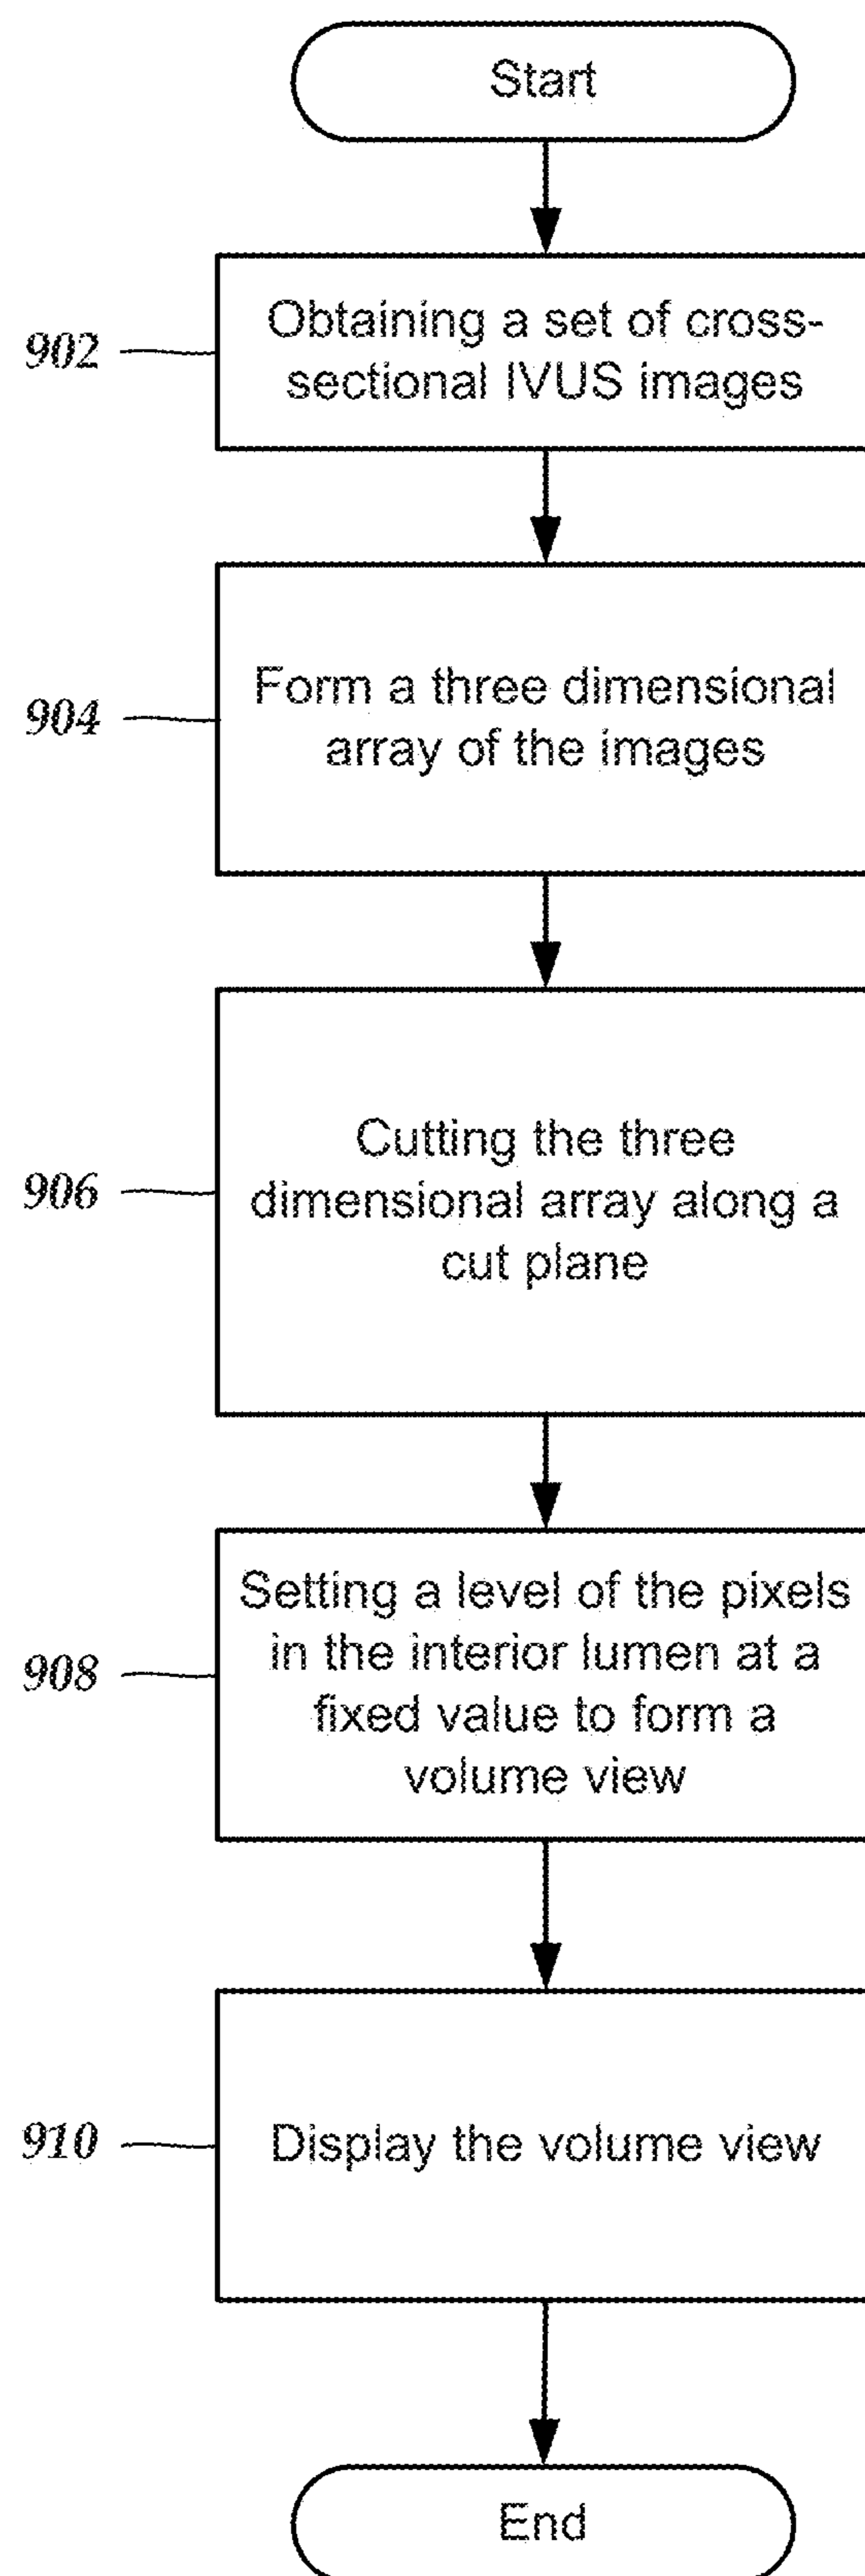 Start
902
Obtaining a set of cross-
sectional IVUS images
904
Form a three dimensional
array of the images
906
Cutting the three
dimensional array along a
cut plane
908
Setting a level of the pixels
in the interior lumen at a
fixed value to form a
volume view
910
Display the volume view
End